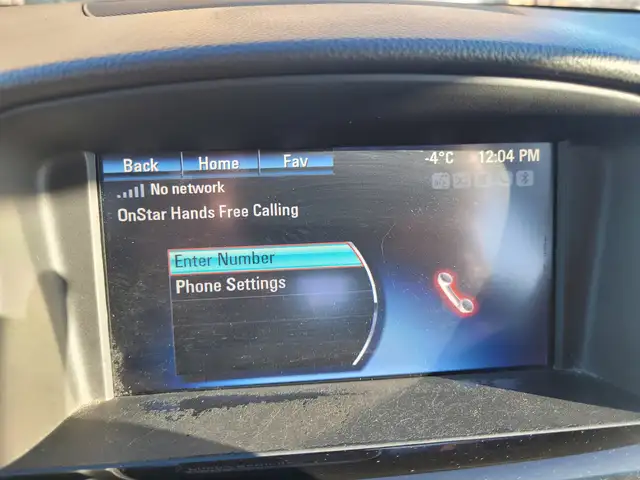 Back Home Fav -4°C 12:04 PM
No network
OnStar Hands Free Calling
Enter Number
Phone Settings